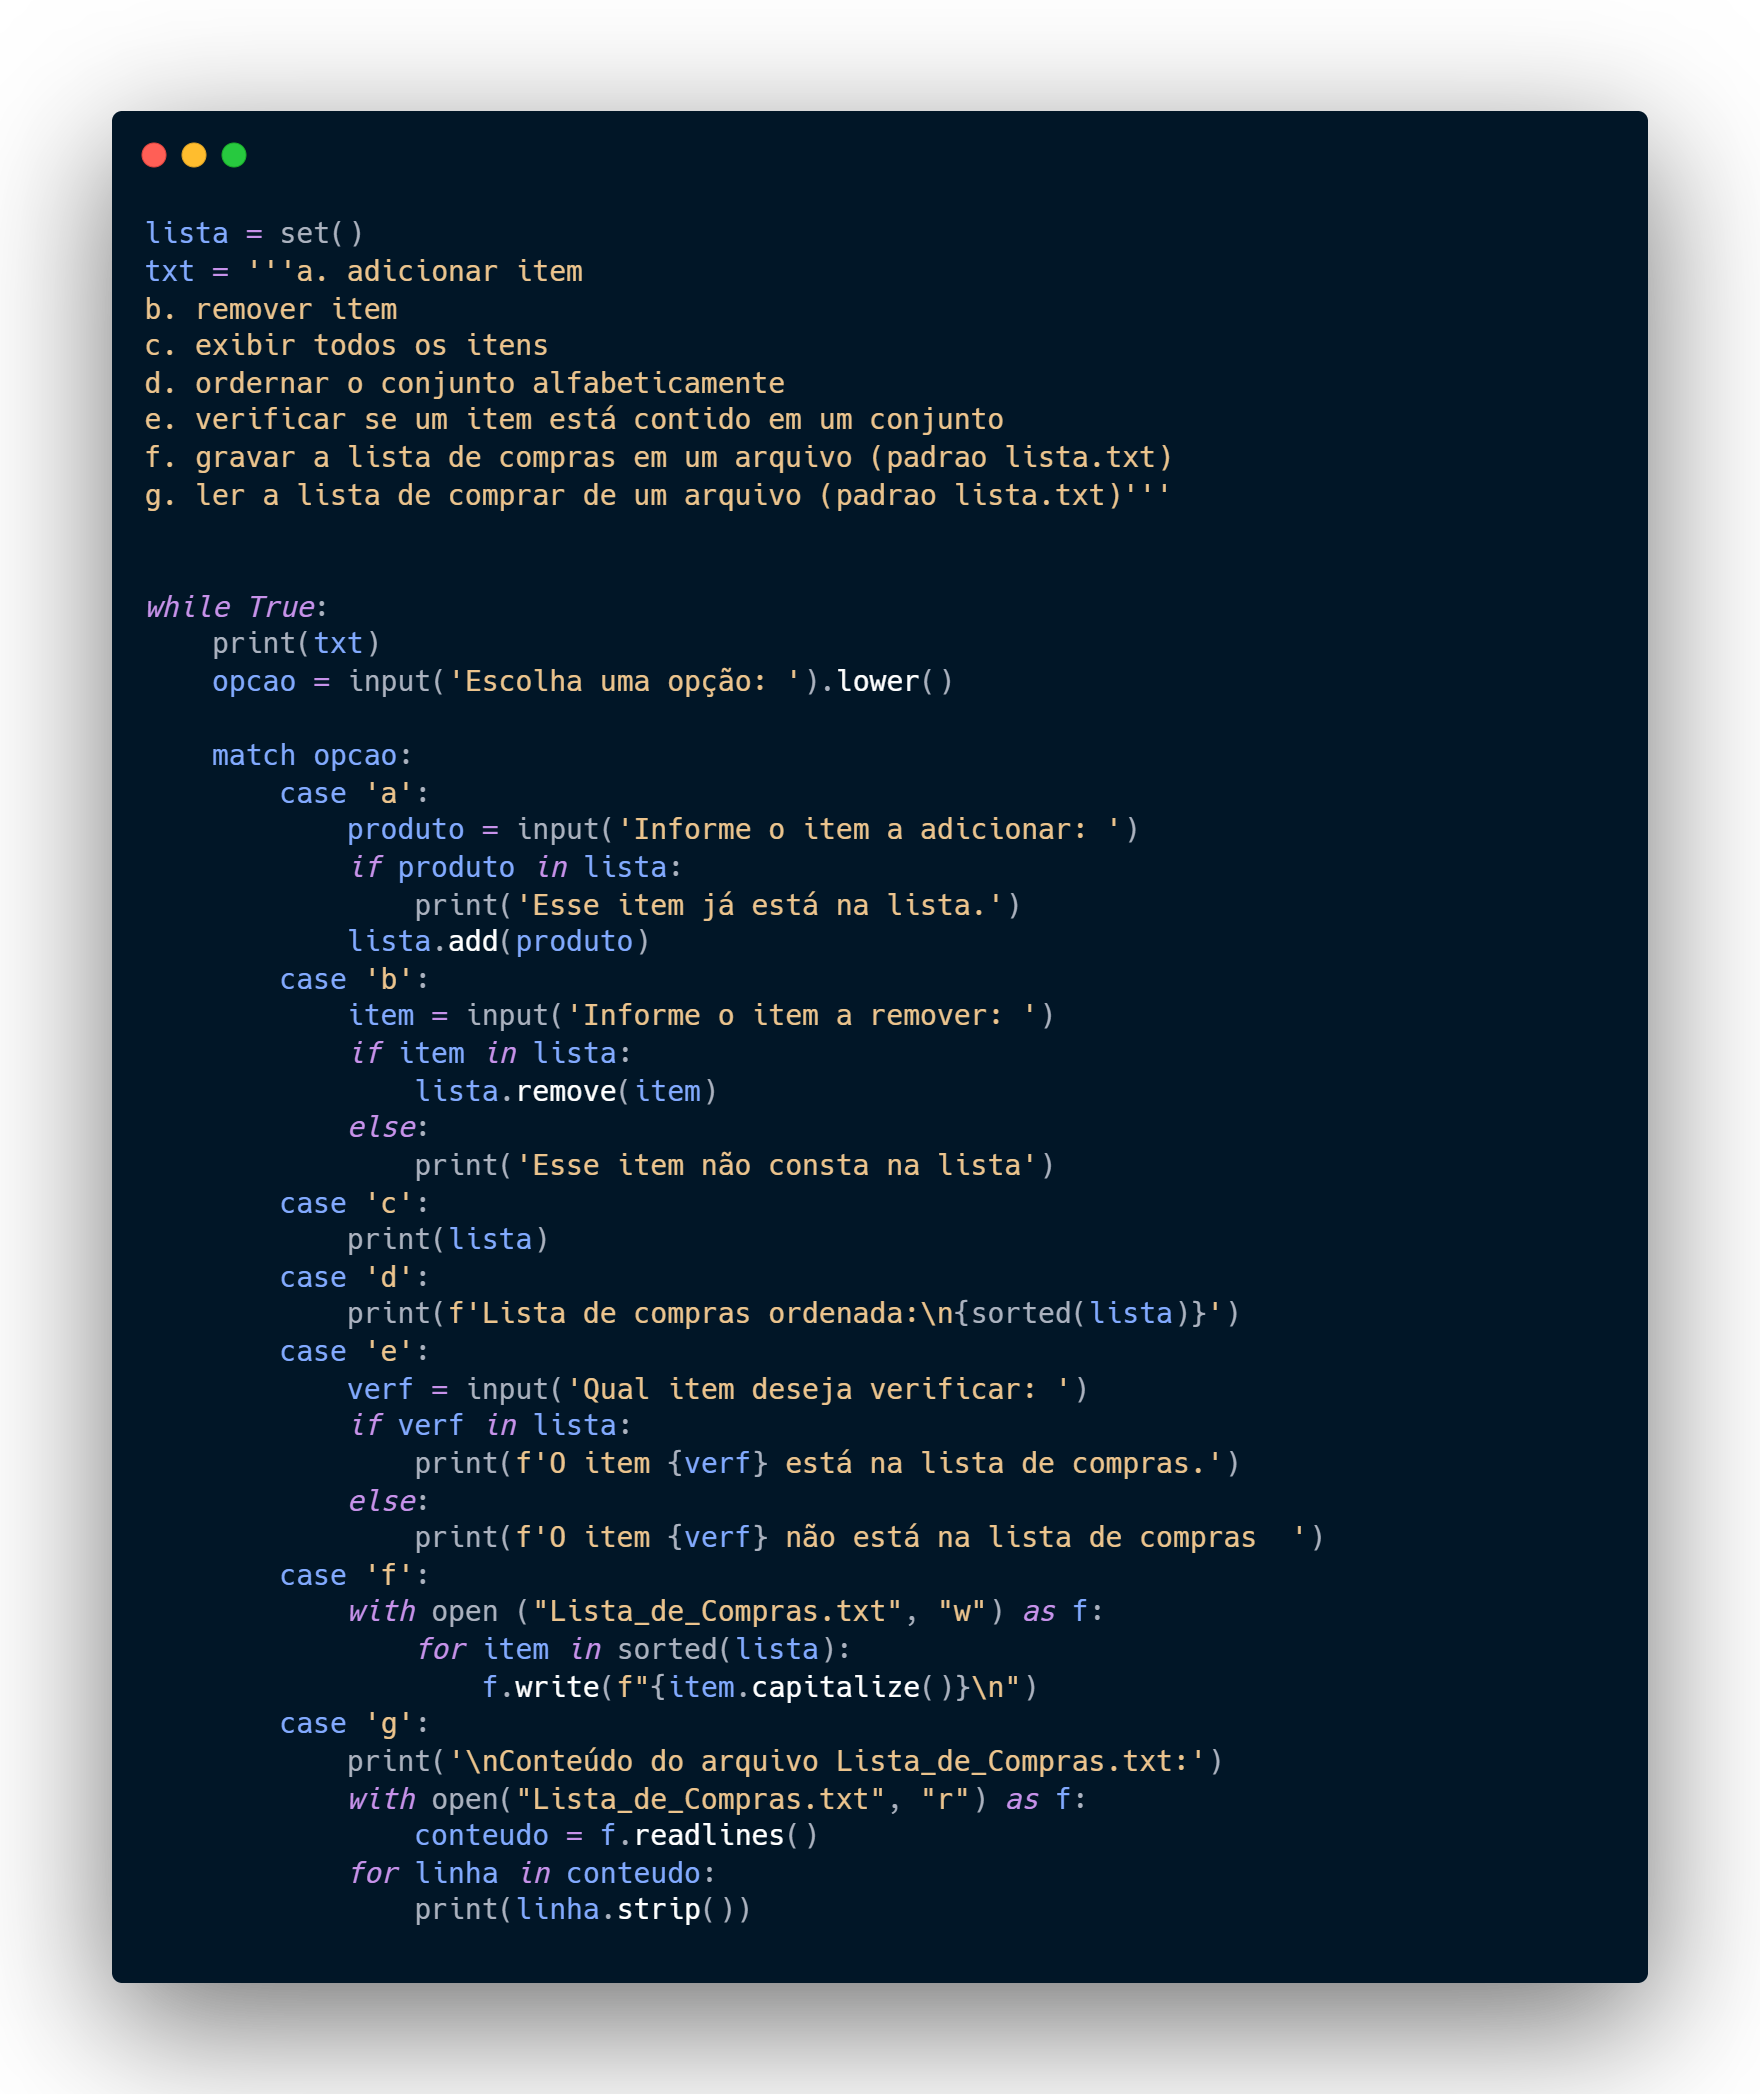 lista = set()
txt = '''a. adicionar item
b. remover item
c. exibir todos os itens
d. ordernar o conjunto alfabeticamente
e. verificar se um item está contido em um conjunto
f. gravar a lista de compras em um arquivo (padrao lista.txt)
g. ler a lista de comprar de um arquivo (padrao lista.txt)'''


while True:
    print(txt)
    opcao = input('Escolha uma opção: ').lower()

    match opcao:
        case 'a':
            produto = input('Informe o item a adicionar: ')
            if produto in lista:
                print('Esse item já está na lista.')
            lista.add(produto)
        case 'b':
            item = input('Informe o item a remover: ')
            if item in lista:
                lista.remove(item)
            else:
                print('Esse item não consta na lista')
        case 'c':
            print(lista)
        case 'd':
            print(f'Lista de compras ordenada:\n{sorted(lista)}')
        case 'e':
            verf = input('Qual item deseja verificar: ')
            if verf in lista:
                print(f'O item {verf} está na lista de compras.')
            else:
                print(f'O item {verf} não está na lista de compras  ')
        case 'f':
            with open ("Lista_de_Compras.txt", "w") as f:
                for item in sorted(lista):
                    f.write(f"{item.capitalize()}\n")
        case 'g':
            print('\nConteúdo do arquivo Lista_de_Compras.txt:')
            with open("Lista_de_Compras.txt", "r") as f:
                conteudo = f.readlines()
            for linha in conteudo:
                print(linha.strip())